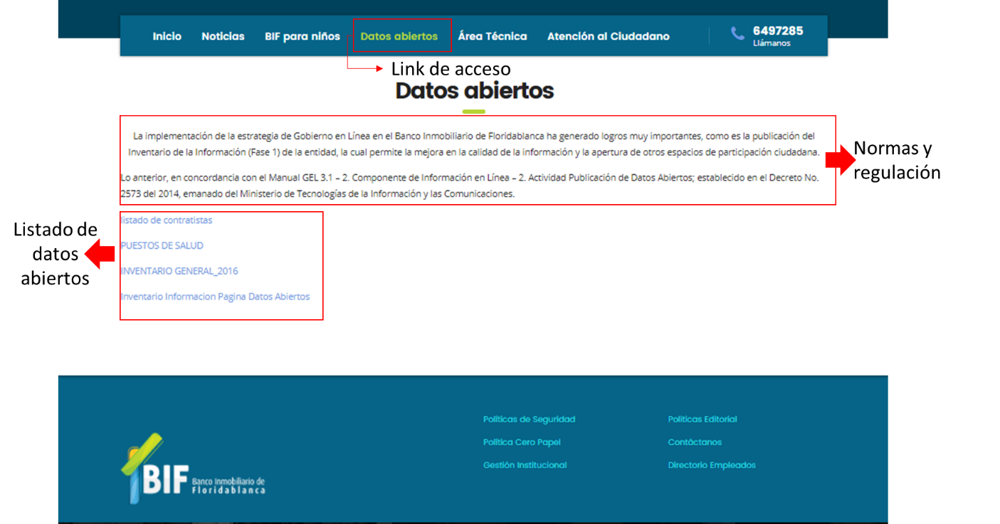 Inicio Noticias BIF para niños Datos abiertos Área Técnica Atención al Ciudadano 6497285
Llámanos
Link de acceso
Datos abiertos
La implementación de la estrategia de Gobierno en Línea en el Banco Inmobiliario de Floridablanca ha generado logros muy importantes, como es la publicación del
Inventario de la Información (Fase 1) de la entidad, la cual permite la mejora en la calidad de la información y la apertura de otros espacios de participación ciudadana.
Lo anterior, en concordancia con el Manual GEL 3.1 – 2. Componente de Información en Línea – 2. Actividad Publicación de Datos Abiertos; establecido en el Decreto No.
2573 del 2014, emanado del Ministerio de Tecnologías de la Información y las Comunicaciones.
Normas y
regulación
Listado de
datos
abiertos
listado de contratistas
PUESTOS DE SALUD
INVENTARIO GENERAL_2016
Inventario Informacion Pagina Datos Abiertos
BIF Banco Inmobiliario de
Floridablanca
Políticas de Seguridad
Política Cero Papel
Gestión Institucional
Políticas Editorial
Contáctanos
Directorio Empleados